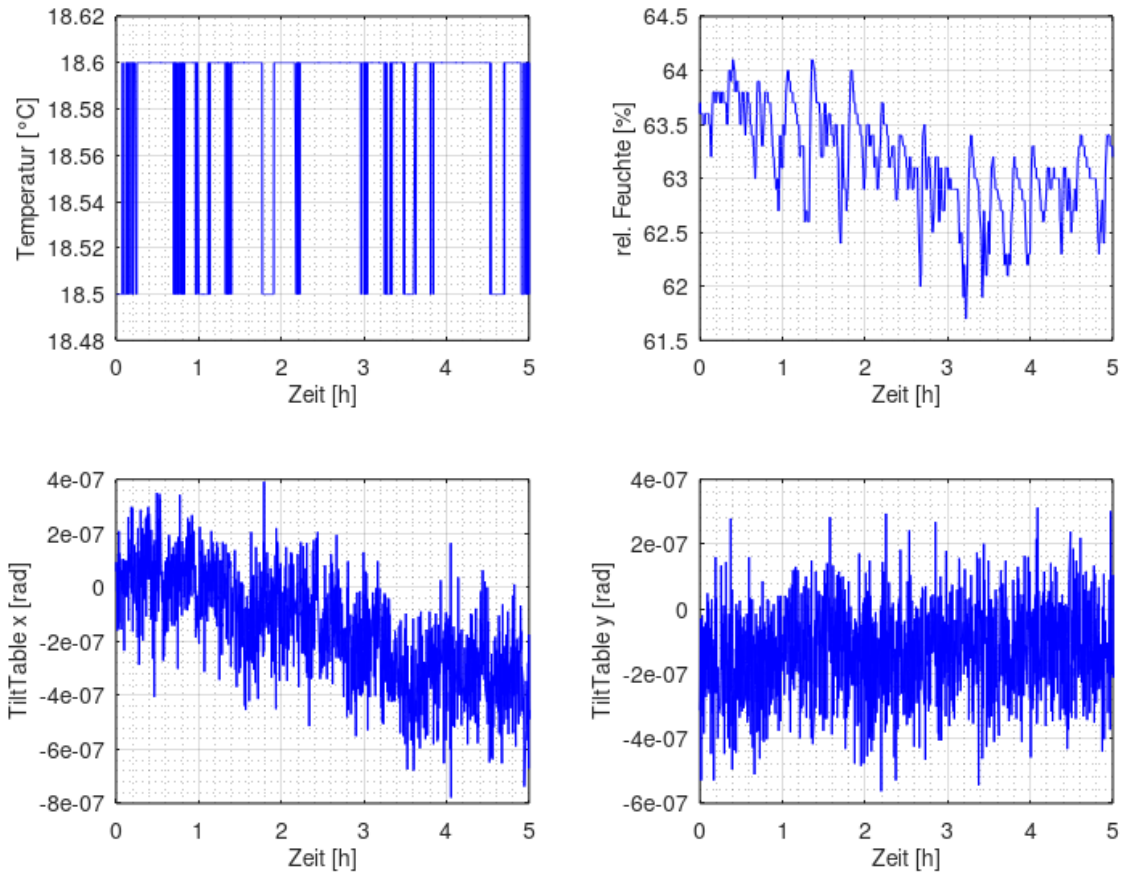 Temperatur [°C]
18.62
18.6
18.58
18.56
18.54
18.52
18.5
18.48
0 1 2 3 4 5
Zeit [h]
rel. Feuchte [%]
64.5
64
63.5
63
62.5
62
61.5
0 1 2 3 4 5
Zeit [h]
TiltTable x [rad]
4e-07
2e-07
0
-2e-07
-4e-07
-6e-07
-8e-07
0 1 2 3 4 5
Zeit [h]
TiltTable y [rad]
4e-07
2e-07
0
-2e-07
-4e-07
-6e-07
0 1 2 3 4 5
Zeit [h]